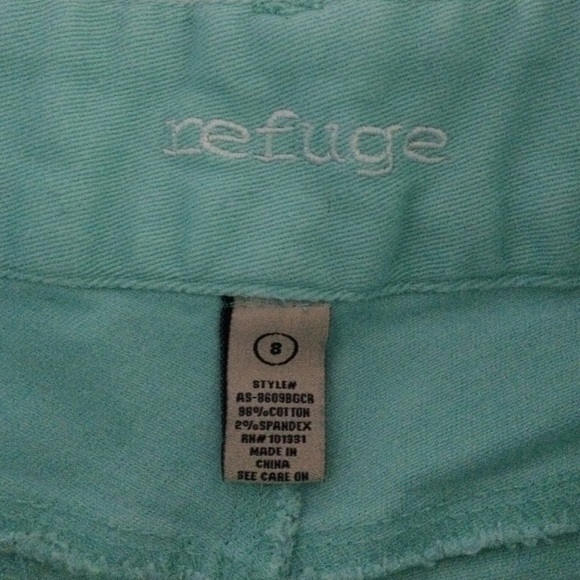 refuge
8
STYLE#
AS-8609BGCR
98%COTTON
2%SPANDEX
RN# 101331
MADE IN
CHINA
SEE CARE ON